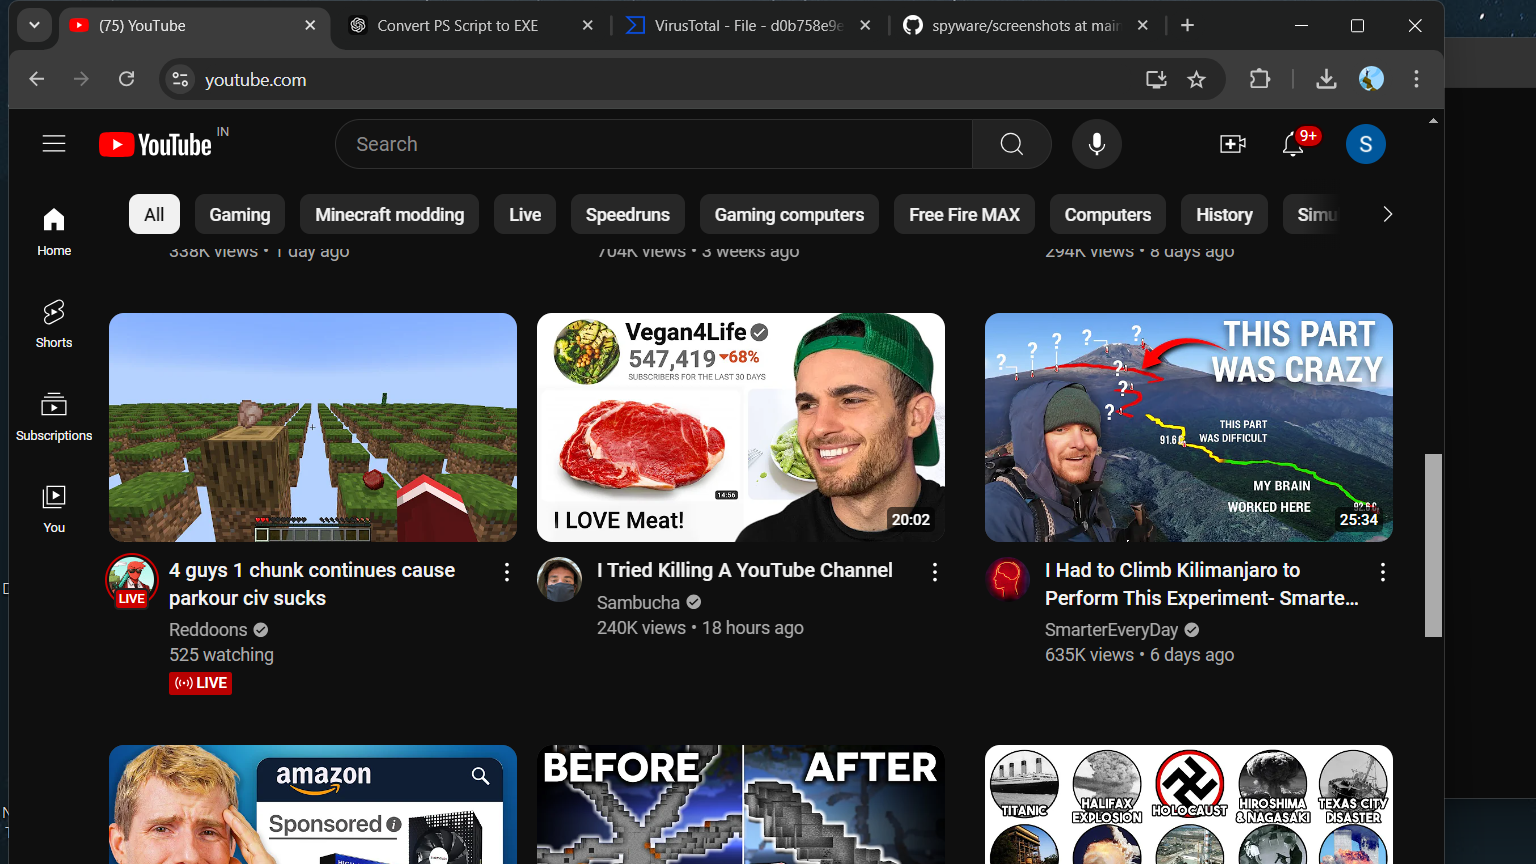 (75) YouTube
Convert PS Script to EXE
VirusTotal - File - d0b758e9e
spyware/screenshots at main
youtube.com
YouTube IN
Search
9+
S
All
Gaming
Minecraft modding
Live
Speedruns
Gaming computers
Free Fire MAX
Computers
History
Simu
Home
Shorts
Subscriptions
You
338K views • 1 day ago
704K views • 3 weeks ago
294K views • 8 days ago
Vegan4Life
547,419 68%
SUBSCRIBERS FOR THE LAST 30 DAYS
14:56
I LOVE Meat!
20:02
THIS PART
WAS CRAZY
? ? ? ? ? ? ? ?
THIS PART
WAS DIFFICULT
91.6
MY BRAIN
WORKED HERE
25:34
LIVE
4 guys 1 chunk continues cause
parkour civ sucks
Reddoons
525 watching
LIVE
I Tried Killing A YouTube Channel
Sambucha
240K views • 18 hours ago
I Had to Climb Kilimanjaro to
Perform This Experiment- Smarte...
SmarterEveryDay
635K views • 6 days ago
amazon
Sponsored
BEFORE
AFTER
TITANIC
HALIFAX
EXPLOSION
HOLOCAUST
HIROSHIMA
& NAGASAKI
TEXAS CITY
DISASTER